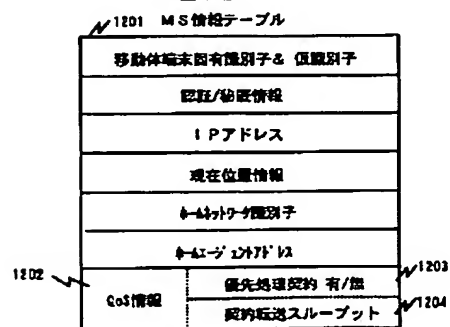 1201 MS情報テーブル
移動体端末固有識別子& 仮識別子
認証/秘匿情報
IPアドレス
現在位置情報
ホームネットワーク識別子
ホームエージェントアドレス
1202
QoS情報
優先処理契約 有/無
1203
契約転送スループット
1204